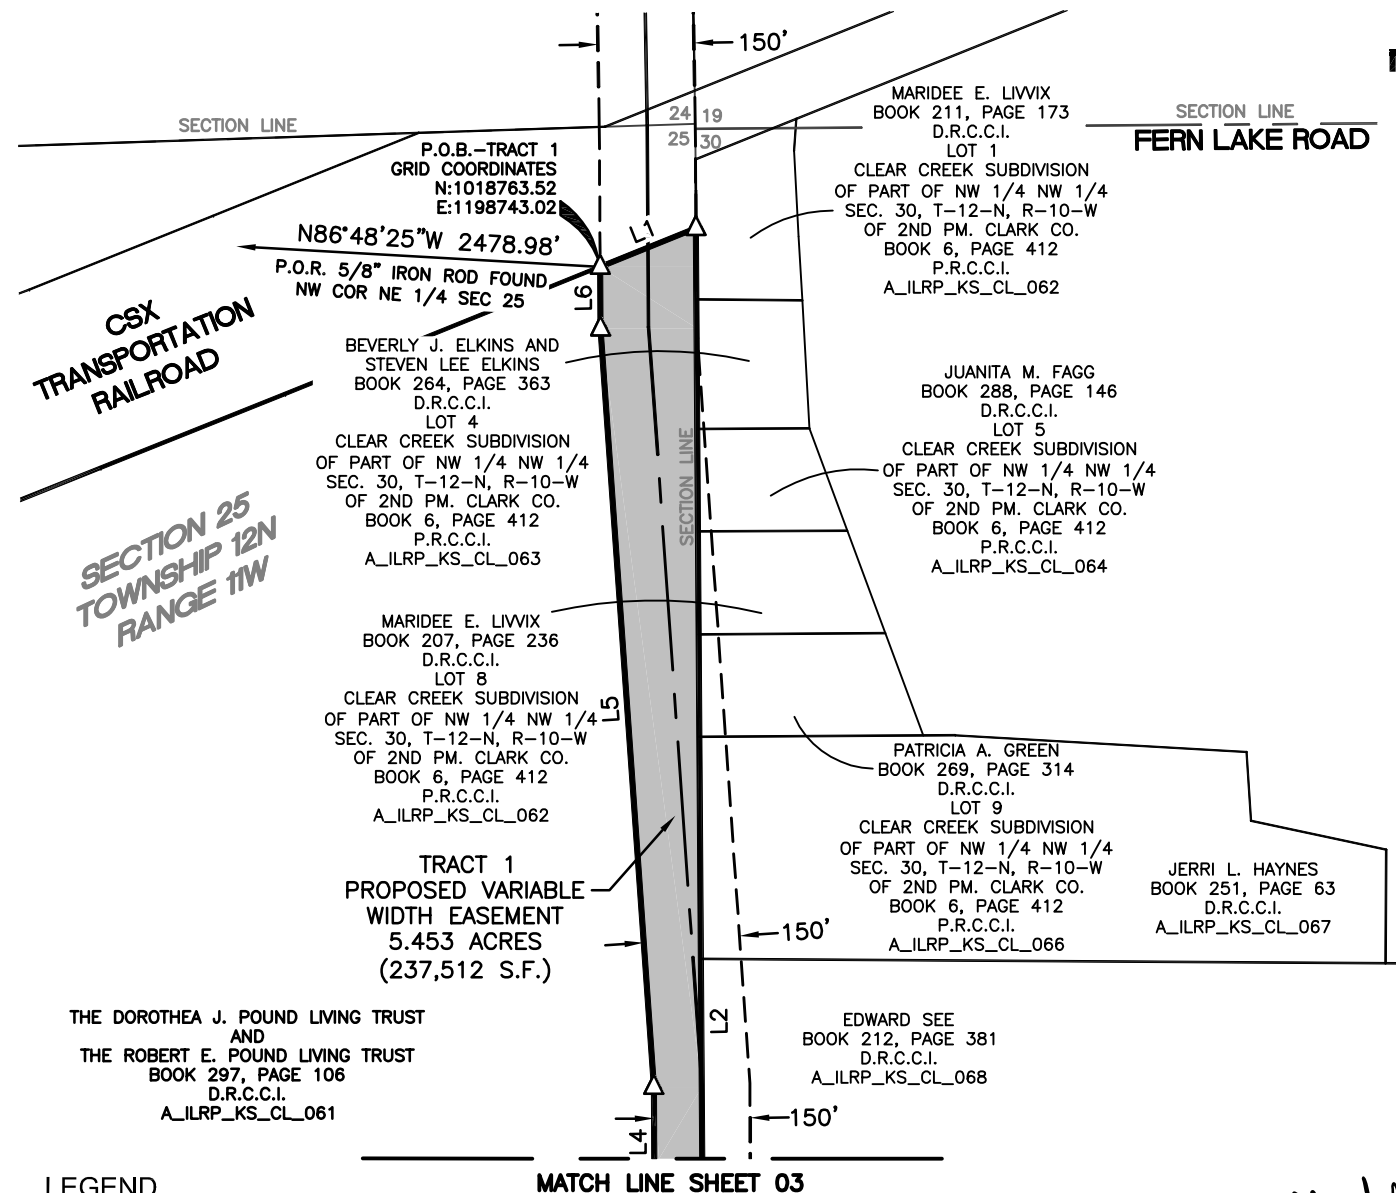 150'
MARIDEE E. LIVVIX
BOOK 211, PAGE 173
D.R.C.C.I.
LOT 1
CLEAR CREEK SUBDIVISION
OF PART OF NW 1/4 NW 1/4
SEC. 30, T-12-N, R-10-W
OF 2ND PM. CLARK CO.
BOOK 6, PAGE 412
P.R.C.C.I.
A_ILRP_KS_CL_062
SECTION LINE
FERN LAKE ROAD
SECTION LINE
24 19
25 30
P.O.B.-TRACT 1
GRID COORDINATES
N:1018763.52
E:1198743.02
N86°48'25"W 2478.98'
P.O.R. 5/8" IRON ROD FOUND
NW COR NE 1/4 SEC 25
L1
L6
CSX
TRANSPORTATION
RAILROAD
BEVERLY J. ELKINS AND
STEVEN LEE ELKINS
BOOK 264, PAGE 363
D.R.C.C.I.
LOT 4
CLEAR CREEK SUBDIVISION
OF PART OF NW 1/4 NW 1/4
SEC. 30, T-12-N, R-10-W
OF 2ND PM. CLARK CO.
BOOK 6, PAGE 412
P.R.C.C.I.
A_ILRP_KS_CL_063
SECTION LINE
JUANITA M. FAGG
BOOK 288, PAGE 146
D.R.C.C.I.
LOT 5
CLEAR CREEK SUBDIVISION
OF PART OF NW 1/4 NW 1/4
SEC. 30, T-12-N, R-10-W
OF 2ND PM. CLARK CO.
BOOK 6, PAGE 412
P.R.C.C.I.
A_ILRP_KS_CL_064
SECTION 25
TOWNSHIP 12N
RANGE 11W
MARIDEE E. LIVVIX
BOOK 207, PAGE 236
D.R.C.C.I.
LOT 8
CLEAR CREEK SUBDIVISION
OF PART OF NW 1/4 NW 1/4
SEC. 30, T-12-N, R-10-W
OF 2ND PM. CLARK CO.
BOOK 6, PAGE 412
P.R.C.C.I.
A_ILRP_KS_CL_062
L5
PATRICIA A. GREEN
BOOK 269, PAGE 314
D.R.C.C.I.
LOT 9
CLEAR CREEK SUBDIVISION
OF PART OF NW 1/4 NW 1/4
SEC. 30, T-12-N, R-10-W
OF 2ND PM. CLARK CO.
BOOK 6, PAGE 412
P.R.C.C.I.
A_ILRP_KS_CL_066
JERRI L. HAYNES
BOOK 251, PAGE 63
D.R.C.C.I.
A_ILRP_KS_CL_067
TRACT 1
PROPOSED VARIABLE
WIDTH EASEMENT
5.453 ACRES
(237,512 S.F.)
150'
THE DOROTHEA J. POUND LIVING TRUST
AND
THE ROBERT E. POUND LIVING TRUST
BOOK 297, PAGE 106
D.R.C.C.I.
A_ILRP_KS_CL_061
L2
EDWARD SEE
BOOK 212, PAGE 381
D.R.C.C.I.
A_ILRP_KS_CL_068
150'
L4
MATCH LINE SHEET 03
LEGEND